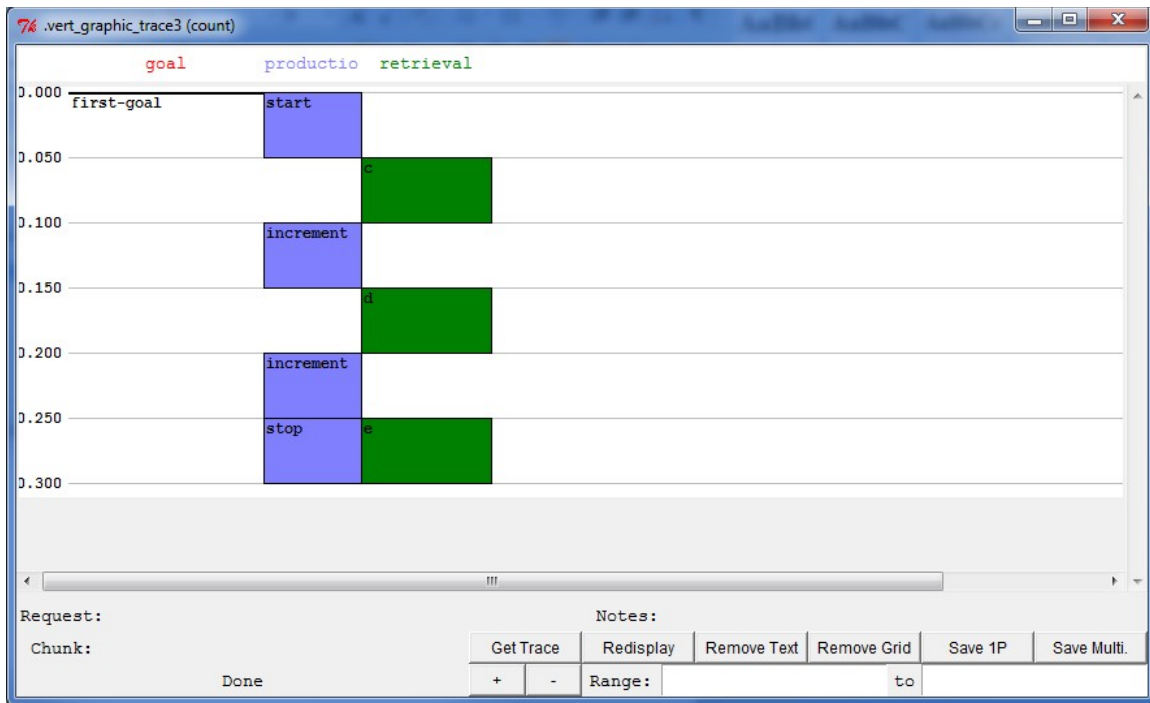 .vert_graphic_trace3 (count)
goal productio retrieval
0.000 first-goal start
0.050
c
0.100
increment
0.150
d
0.200
increment
0.250
stop e
0.300
Request: Notes:
Chunk: Get Trace Redisplay Remove Text Remove Grid Save 1P Save Multi.
Done + - Range: to